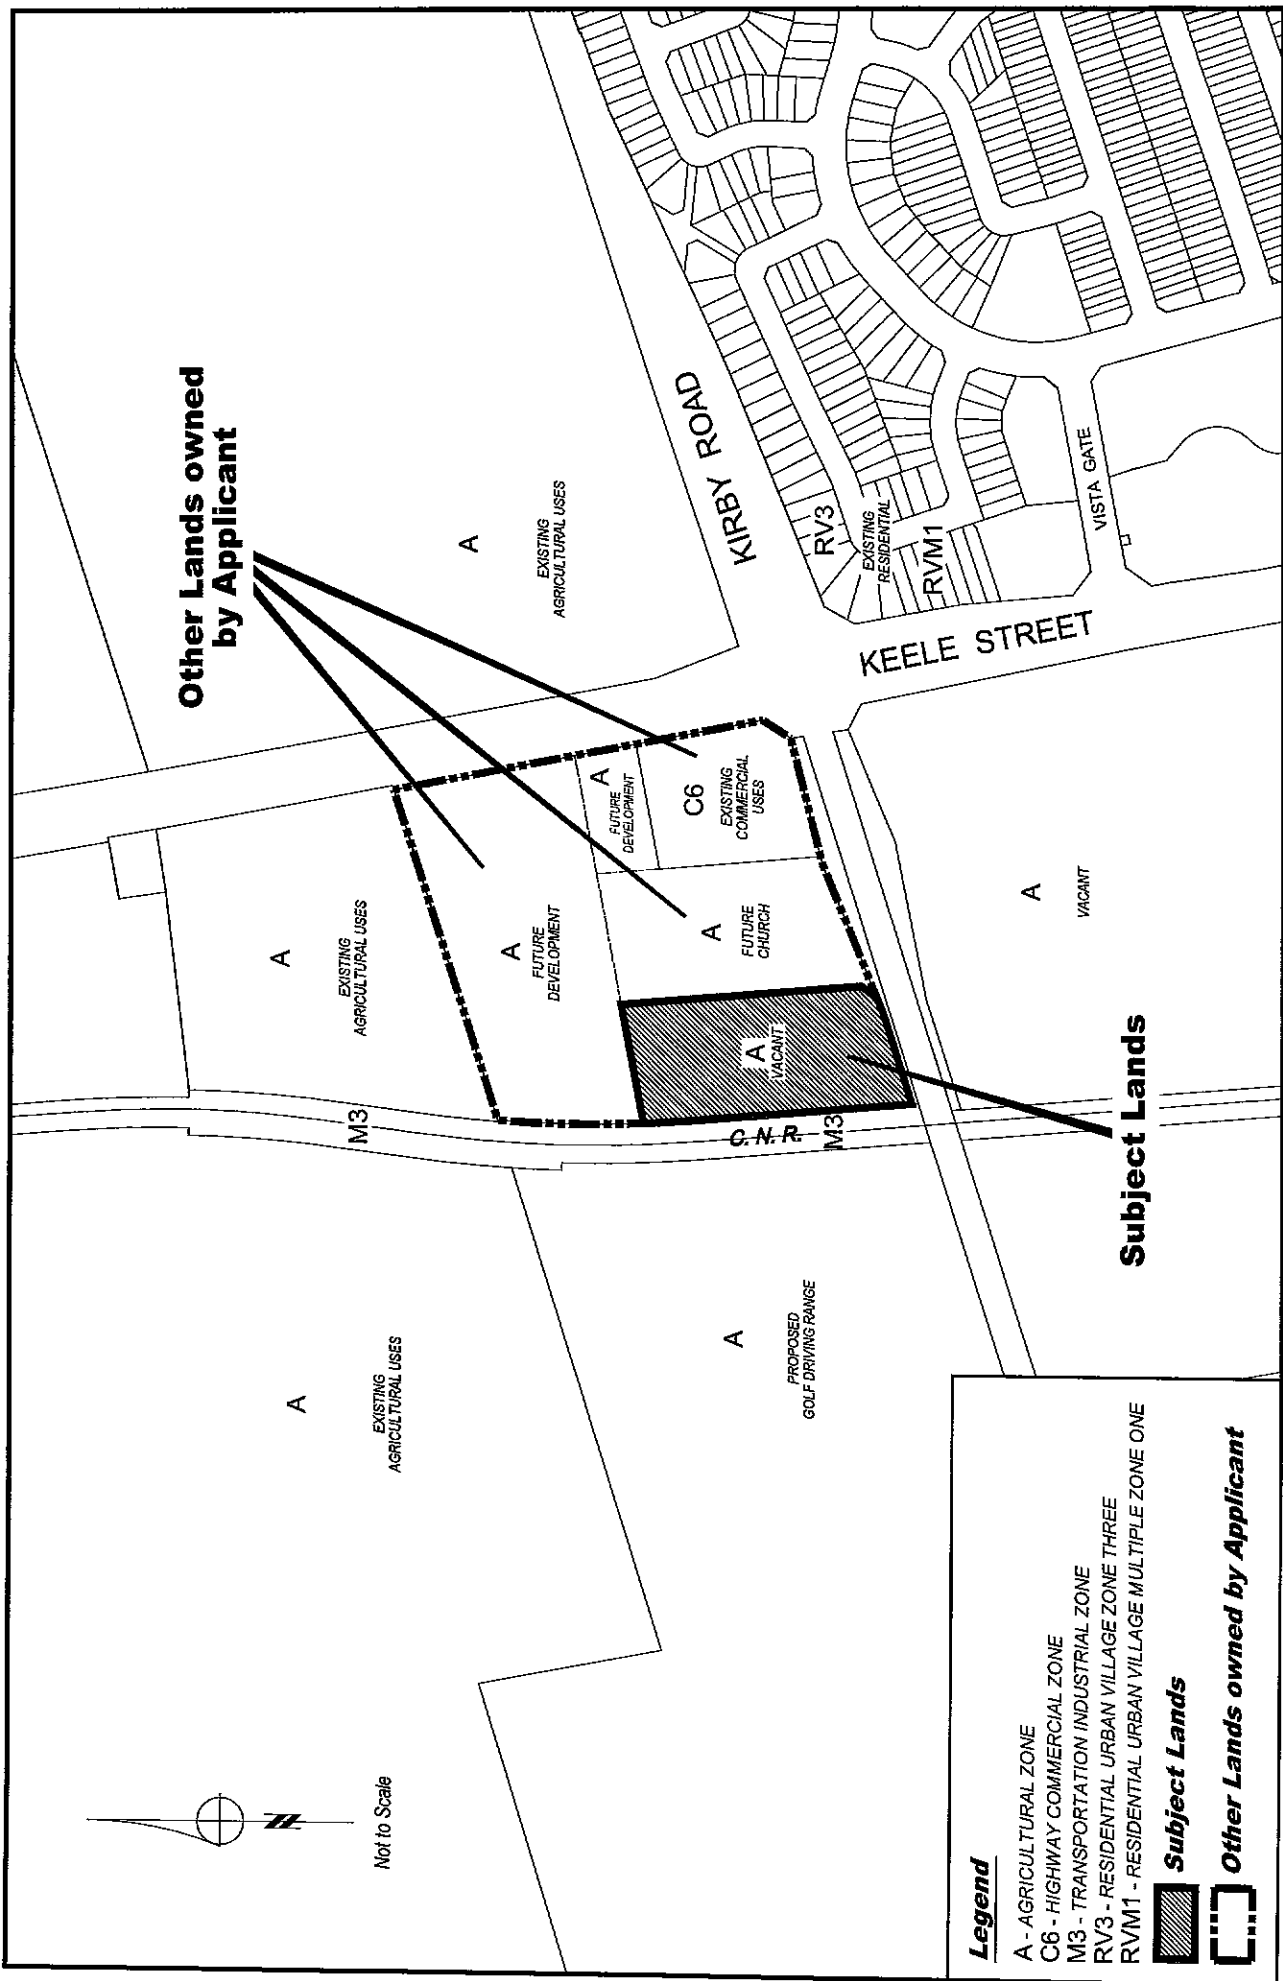 Other Lands owned
by Applicant
A
EXISTING
AGRICULTURAL USES
KIRBY ROAD
RV3
EXISTING
RESIDENTIAL
RVM1
VISTA GATE
KEELE STREET
A
FUTURE
DEVELOPMENT
C6
EXISTING
COMMERCIAL
USES
A
EXISTING
AGRICULTURAL USES
A
FUTURE
DEVELOPMENT
A
FUTURE
CHURCH
A
VACANT
A
VACANT
M3
C.N.R.
M3
Subject Lands
A
EXISTING
AGRICULTURAL USES
A
PROPOSED
GOLF DRIVING RANGE
N
Not to Scale
Legend
A - AGRICULTURAL ZONE
C6 - HIGHWAY COMMERCIAL ZONE
M3 - TRANSPORTATION INDUSTRIAL ZONE
RV3 - RESIDENTIAL URBAN VILLAGE ZONE THREE
RVM1 - RESIDENTIAL URBAN VILLAGE MULTIPLE ZONE ONE
Subject Lands
Other Lands owned by Applicant